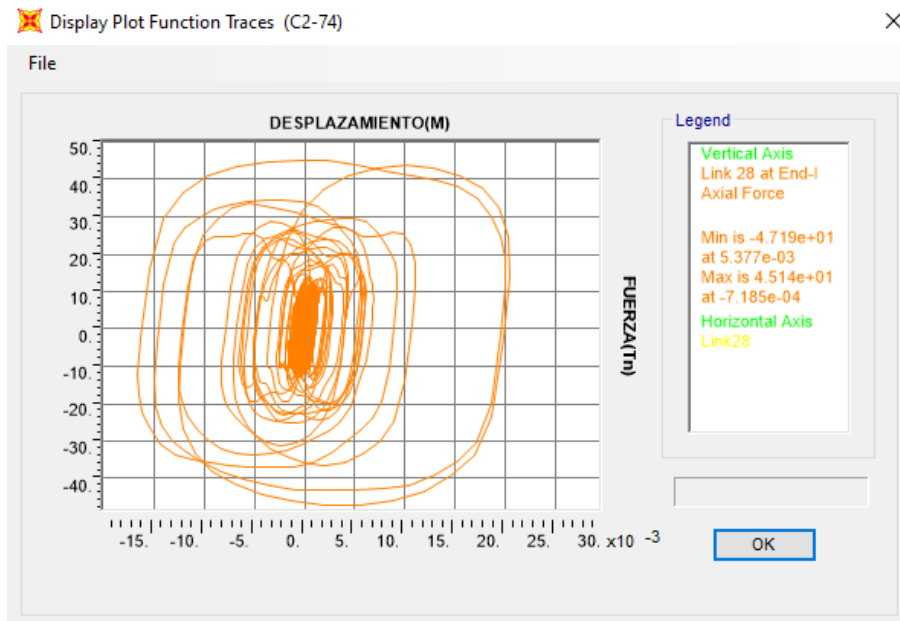 Display Plot Function Traces (C2-74)
File
DESPLAZAMIENTO(M)
50.
40.
30.
20.
10.
0.
-10.
-20.
-30.
-40.
-15. -10. -5. 0. 5. 10. 15. 20. 25. 30. x10 -3
FUERZA(Tn)
Legend
Vertical Axis
Link 28 at End-I
Axial Force
Min is -4.719e+01
at 5.377e-03
Max is 4.514e+01
at -7.185e-04
Horizontal Axis
Link28
OK